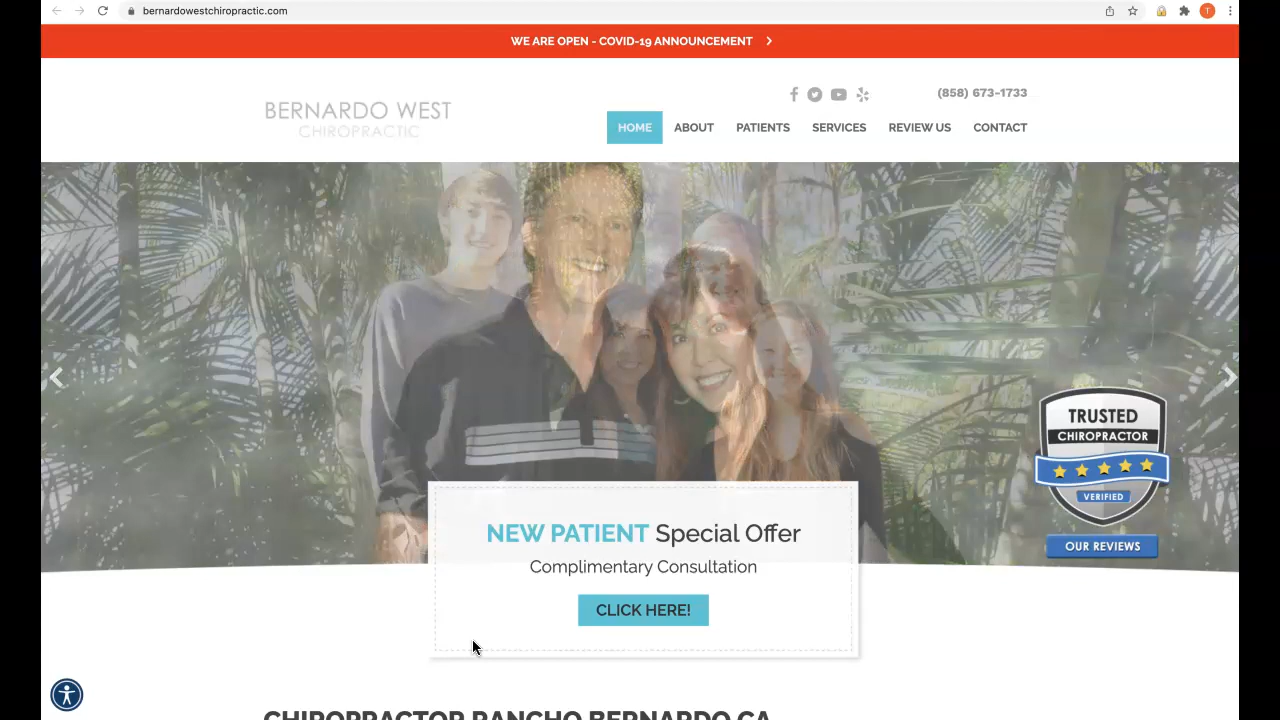 bernardowestchiropractic.com
T
WE ARE OPEN - COVID-19 ANNOUNCEMENT
(858) 673-1733
BERNARDO WEST
CHIROPRACTIC
HOME ABOUT PATIENTS SERVICES REVIEW US CONTACT
TRUSTED
CHIROPRACTOR
VERIFIED
OUR REVIEWS
NEW PATIENT Special Offer
Complimentary Consultation
CLICK HERE!
CHIROPRACTOR RANCHO BERNARDO CA